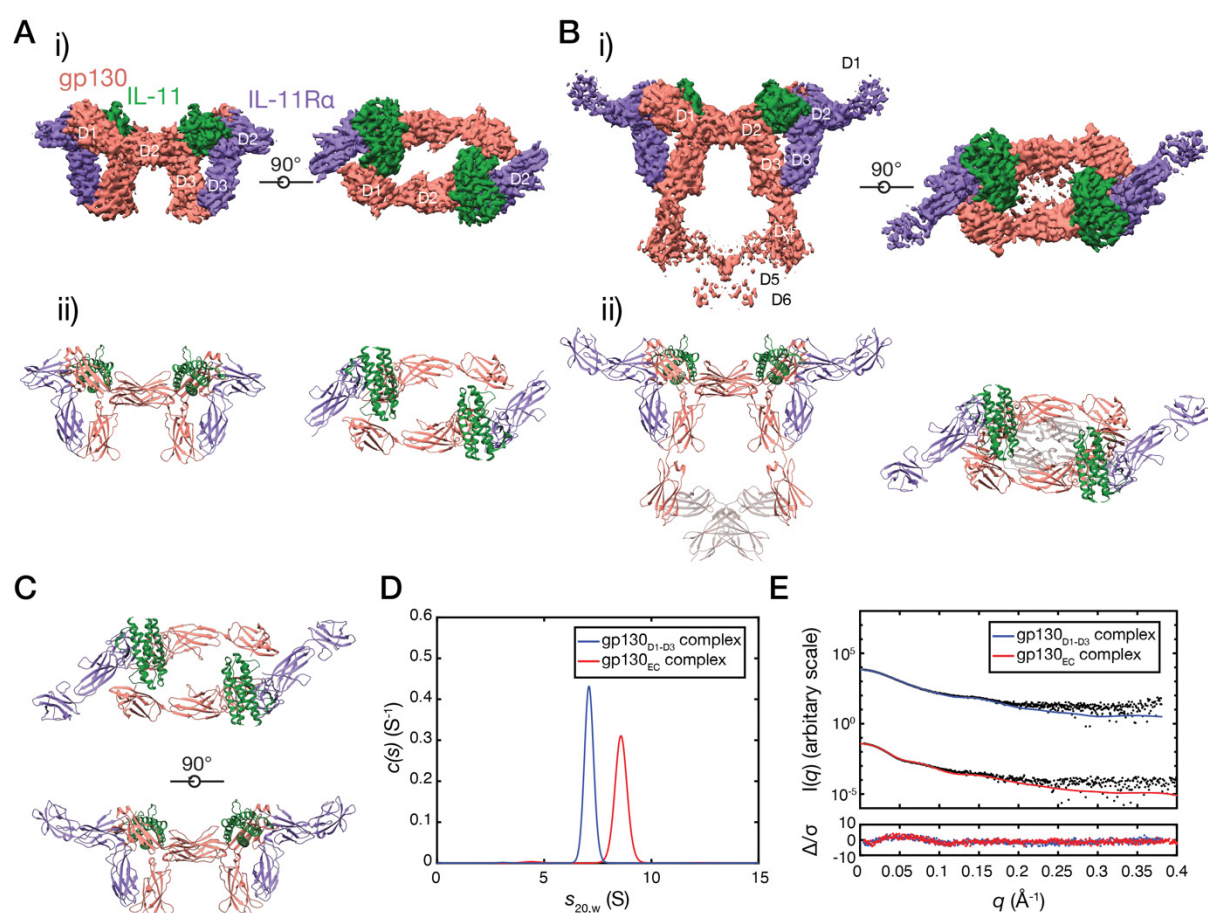 A
i)
gp130
IL-11
IL-11Rα
D1
D2
D2
D3
D3
90°
D1
D2
D2
ii)
B
i)
D1
D1
D2
D2
D3
D3
D4
D5
D6
90°
ii)
C
90°
D
0.6
0.5
0.4
0.3
0.2
0.1
0
c(s) (S⁻¹)
gp130D1-D3 complex
gp130EC complex
0
5
10
15
s20,w (S)
E
I(q) (arbitary scale)
10⁵
10⁰
10⁻⁵
gp130D1-D3 complex
gp130EC complex
Δ/σ
10
0
-10
0
0.05
0.1
0.15
0.2
0.25
0.3
0.35
0.4
q (Å⁻¹)